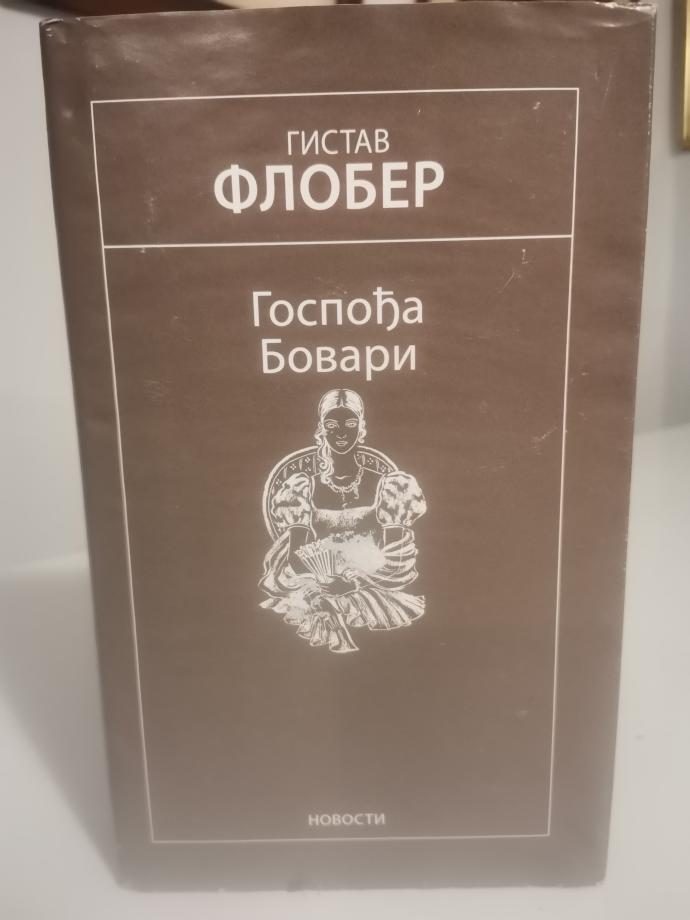 ГИСТАВ
ФЛОБЕР
Госпођа
Бовари
НОВОСТИ